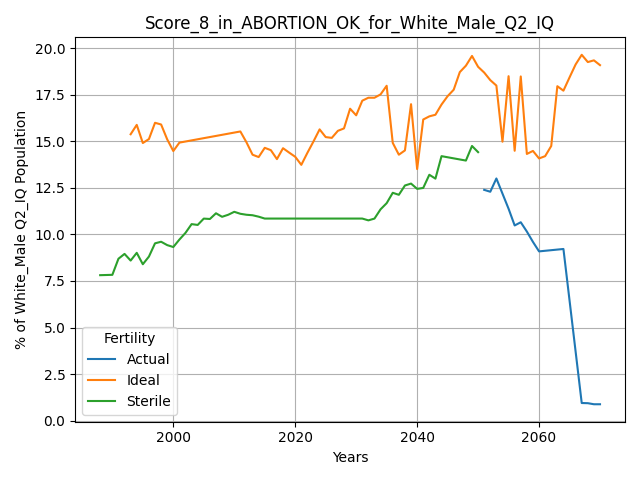 Score_8_in_ABORTION_OK_for_White_Male_Q2_IQ
% of White_Male Q2_IQ Population
20.0
17.5
15.0
12.5
10.0
7.5
5.0
2.5
0.0
Fertility
Actual
Ideal
Sterile
2000
2020
2040
2060
Years